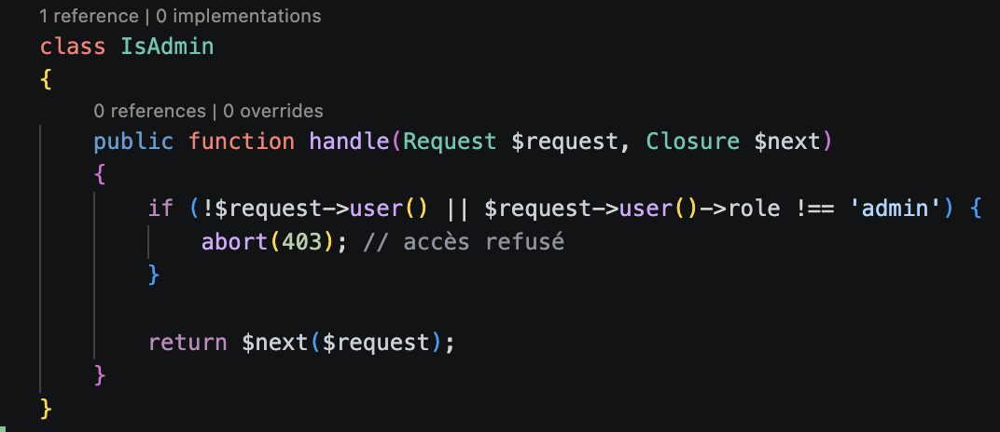 1 reference | 0 implementations
class IsAdmin
{
0 references | 0 overrides
public function handle(Request $request, Closure $next)
{
if (!$request->user() || $request->user()->role !== 'admin') {
abort(403); // accès refusé
}
return $next($request);
}
}